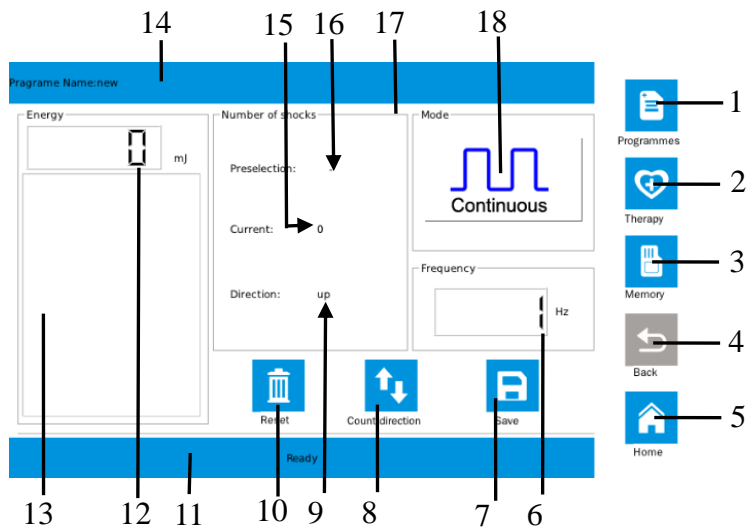 14
15
16
17
18
Pragrame Name:new
Energy
0
mJ
Number of shocks
Preselection:
-
Current:
0
Direction:
up
Mode
Continuous
Frequency
1
Hz
Reset
Count direction
Save
Ready
Programmes
1
Therapy
2
Memory
3
Back
4
Home
5
13
12
11
10
9
8
7
6